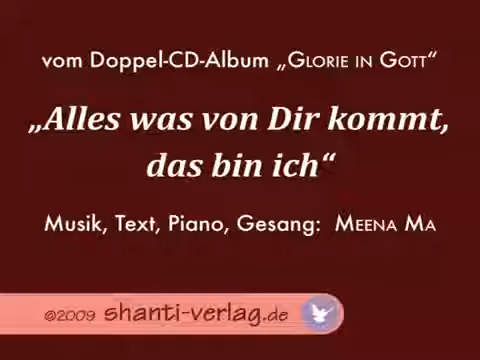 vom Doppel-CD-Album „Glorie in Gott“
„Alles was von Dir kommt,
das bin ich“
Musik, Text, Piano, Gesang: Meena Ma
©2009 shanti-verlag.de